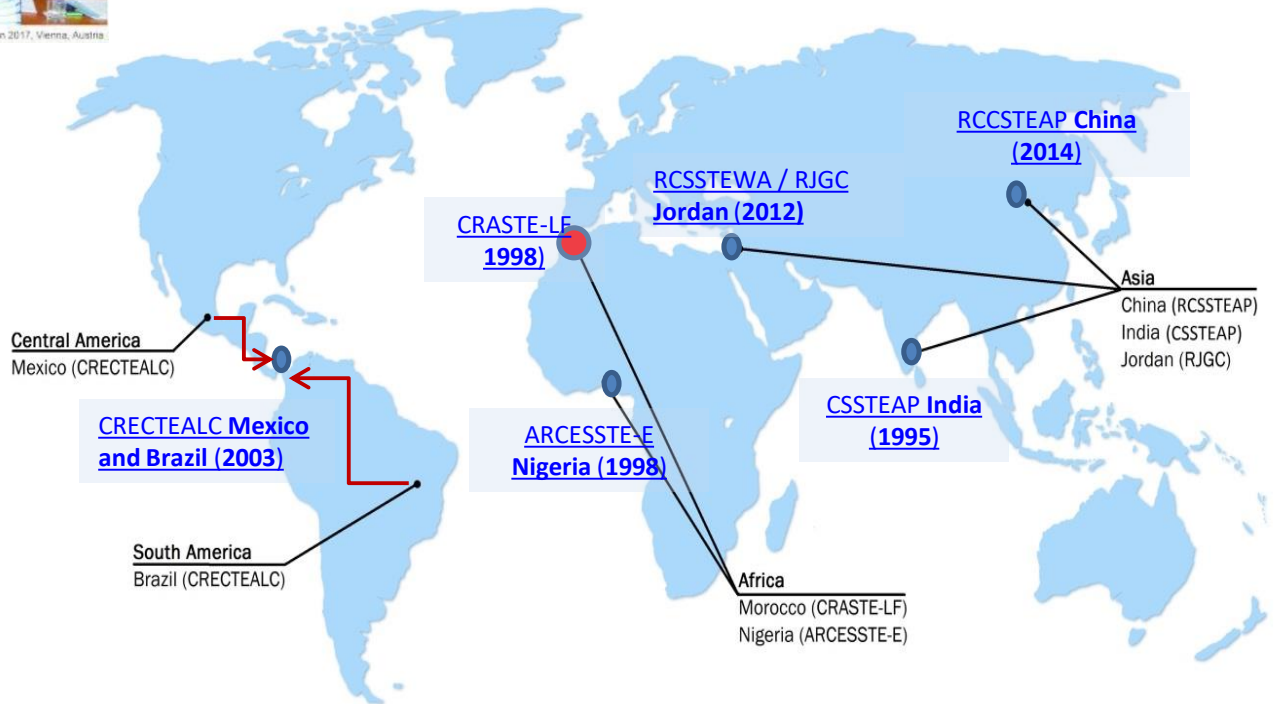 n 2017, Vienna, Austria
RCCSTEAP China
(2014)
RCSSTEWA / RJGC
Jordan (2012)
CRASTE-LF
1998)
Asia
China (RCSSTEAP)
India (CSSTEAP)
Jordan (RJGC)
Central America
Mexico (CRECTEALC)
CRECTEALC Mexico
and Brazil (2003)
ARCESSTE-E
Nigeria (1998)
CSSTEAP India
(1995)
South America
Brazil (CRECTEALC)
Africa
Morocco (CRASTE-LF)
Nigeria (ARCESSTE-E)